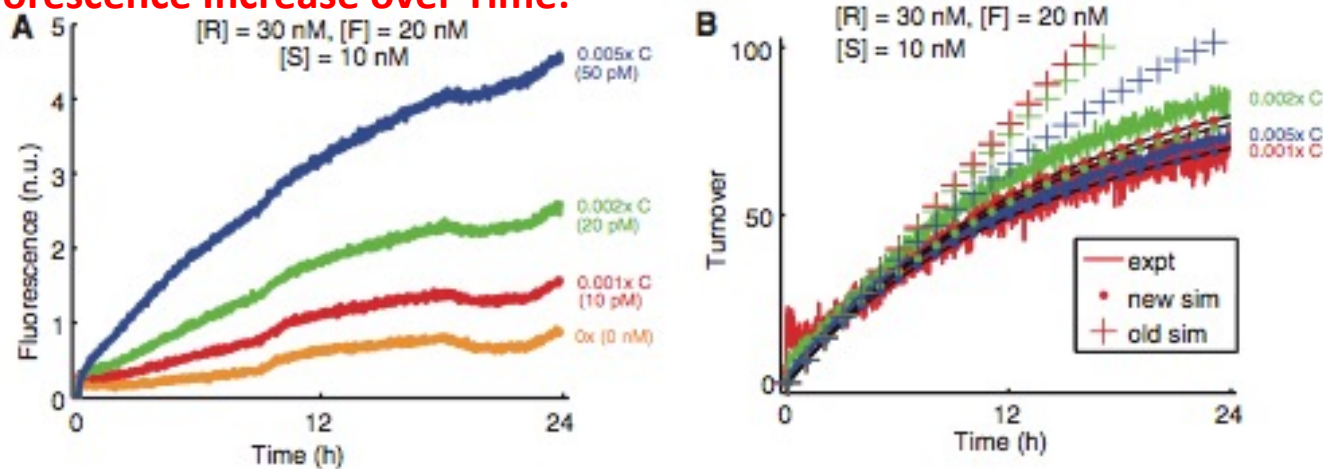 orescence increase over Time:
A
[R] = 30 nM, [F] = 20 nM
[S] = 10 nM
5
4
3
2
1
0
Fluorescence (n.u.)
0.005x C
(50 pM)
0.002x C
(20 pM)
0.001x C
(10 pM)
0x (0 nM)
0
12
24
Time (h)
B
[R] = 30 nM, [F] = 20 nM
[S] = 10 nM
100
50
0
Turnover
0.002x C
0.005x C
0.001x C
expt
new sim
old sim
0
12
24
Time (h)